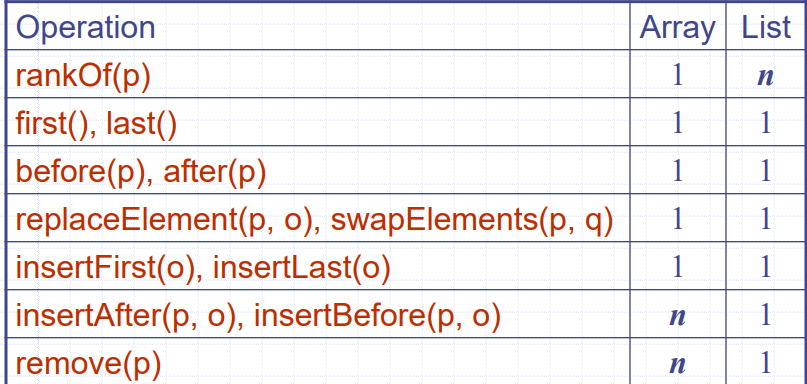 Operation Array List
rankOf(p) 1 n
first(), last() 1 1
before(p), after(p) 1 1
replaceElement(p, o), swapElements(p, q) 1 1
insertFirst(o), insertLast(o) 1 1
insertAfter(p, o), insertBefore(p, o) n 1
remove(p) n 1